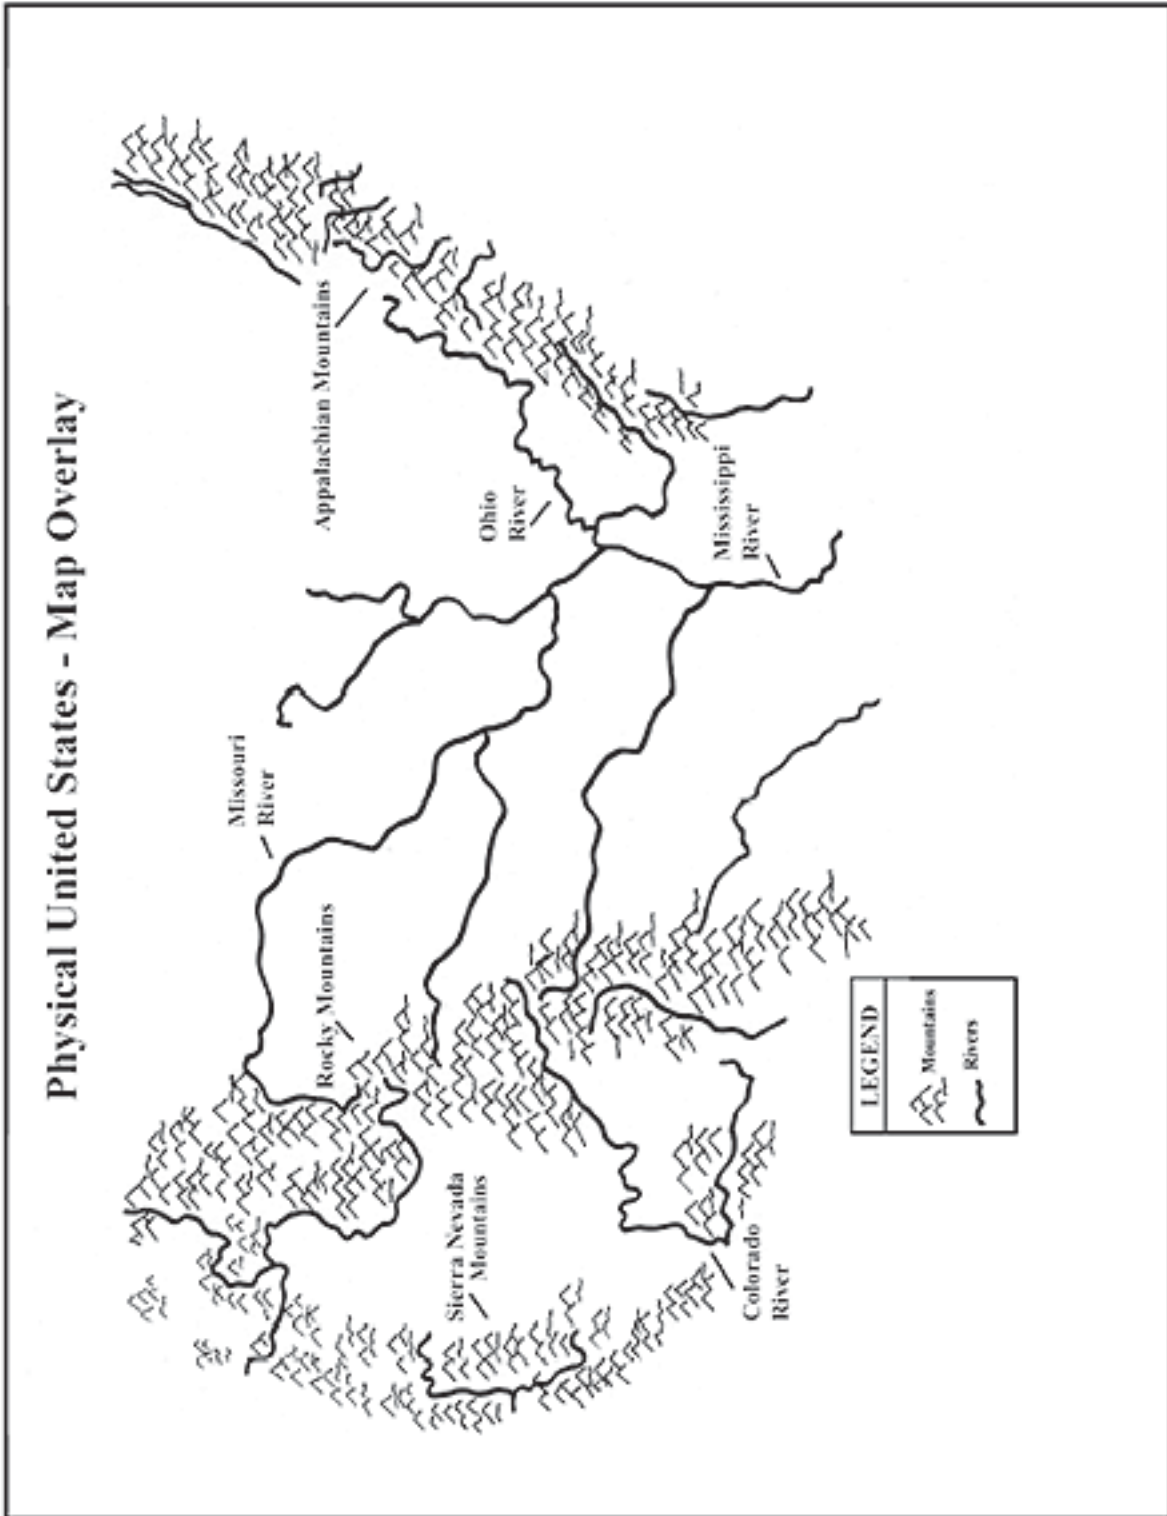 Physical United States - Map Overlay
Missouri
River
Appalachian Mountains
Rocky Mountains
Ohio
River
Sierra Nevada
Mountains
Mississippi
River
Colorado
River
LEGEND
Mountains
Rivers